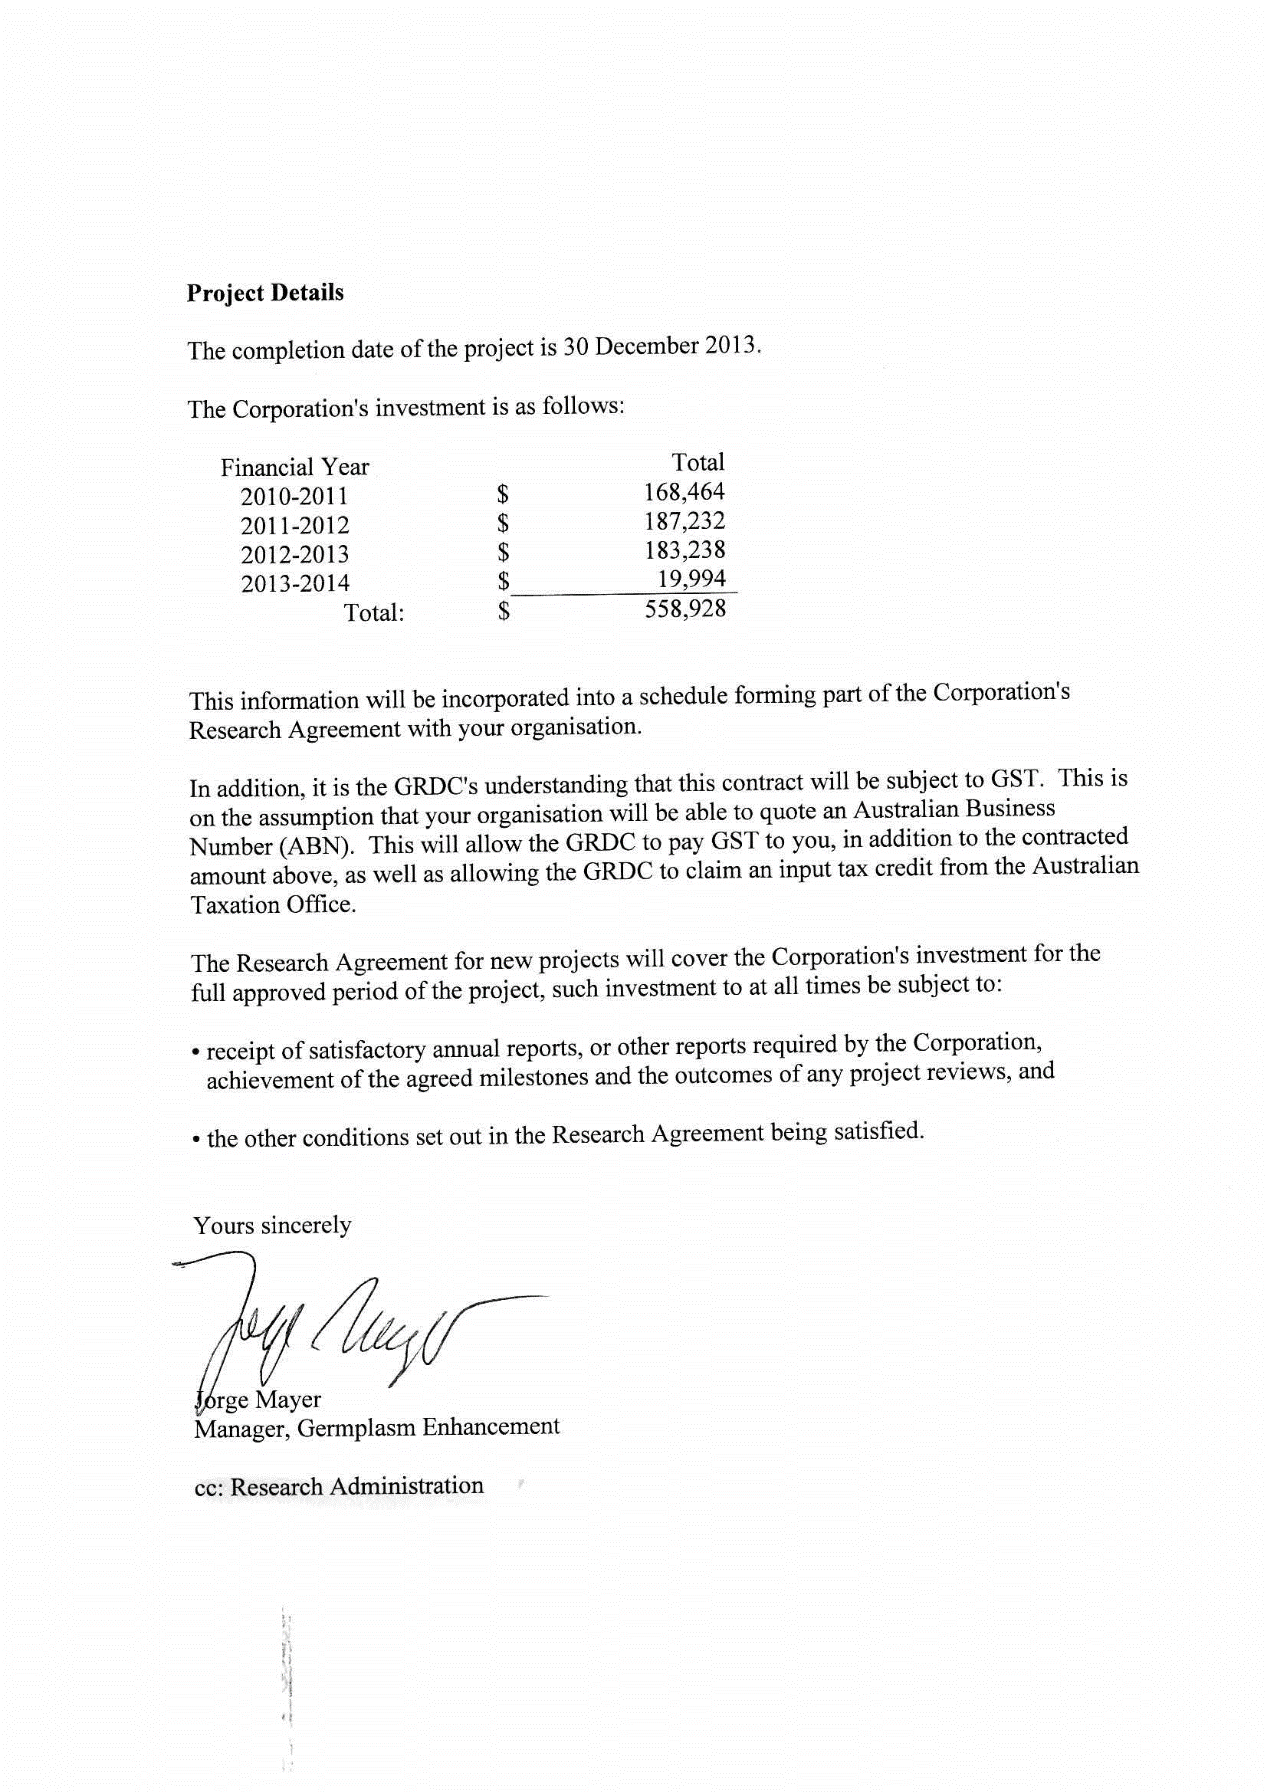 Project Details
The completion date of the project is 30 December 2013.
The Corporation's investment is as follows:
Financial Year Total
2010-2011 $ 168,464
2011-2012 $ 187,232
2012-2013 $ 183,238
2013-2014 $ 19,994
Total: $ 558,928
This information will be incorporated into a schedule forming part of the Corporation's
Research Agreement with your organisation.
In addition, it is the GRDC's understanding that this contract will be subject to GST. This is
on the assumption that your organisation will be able to quote an Australian Business
Number (ABN). This will allow the GRDC to pay GST to you, in addition to the contracted
amount above, as well as allowing the GRDC to claim an input tax credit from the Australian
Taxation Office.
The Research Agreement for new projects will cover the Corporation's investment for the
full approved period of the project, such investment to at all times be subject to:
• receipt of satisfactory annual reports, or other reports required by the Corporation,
achievement of the agreed milestones and the outcomes of any project reviews, and
• the other conditions set out in the Research Agreement being satisfied.
Yours sincerely
Jorge Mayer
Jorge Mayer
Manager, Germplasm Enhancement
cc: Research Administration